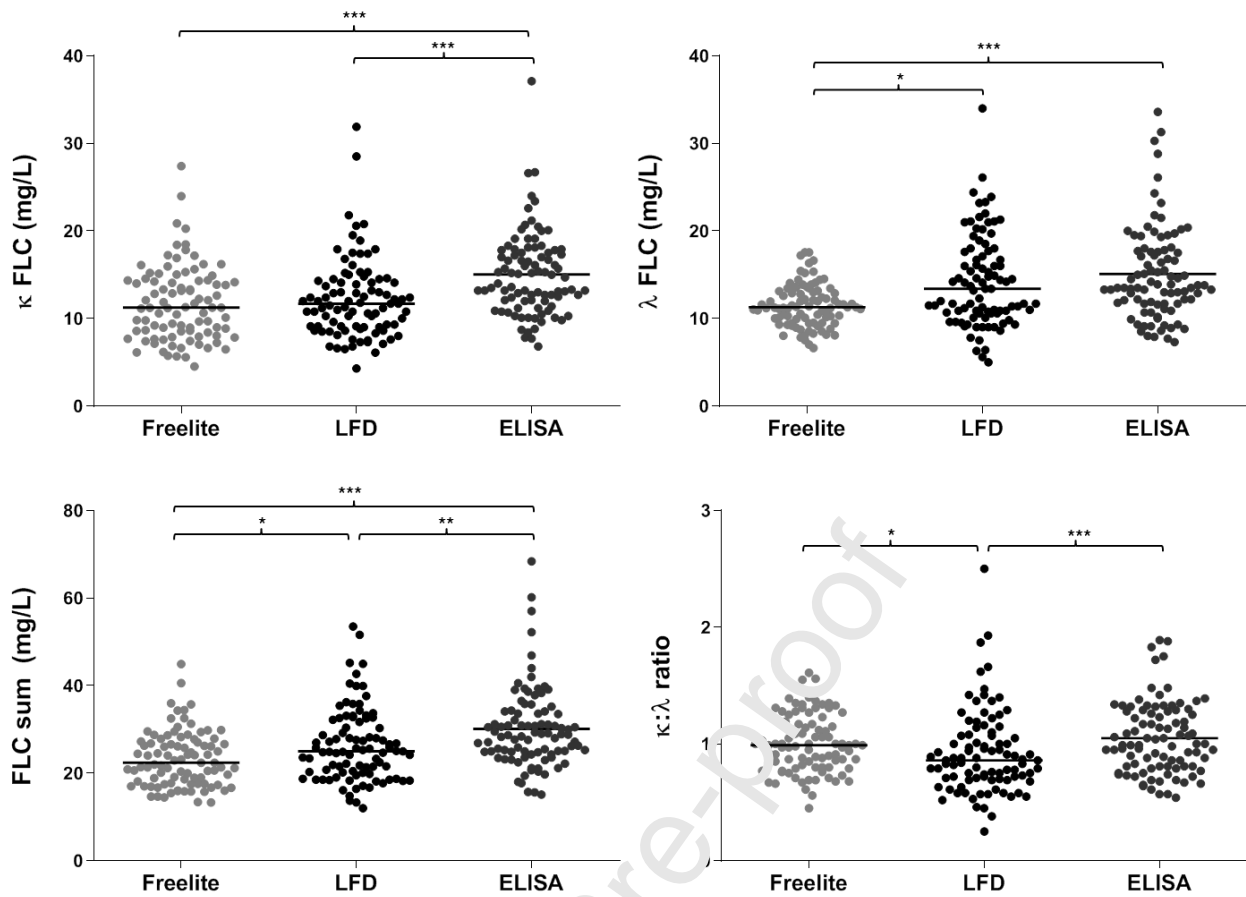 ***
***
40
30
20
10
0
κ FLC (mg/L)
Freelite LFD ELISA
***
*
40
30
20
10
0
λ FLC (mg/L)
Freelite LFD ELISA
***
* **
80
60
40
20
0
FLC sum (mg/L)
Freelite LFD ELISA
* ***
3
2
1
κ:λ ratio
Freelite LFD ELISA
re-proof